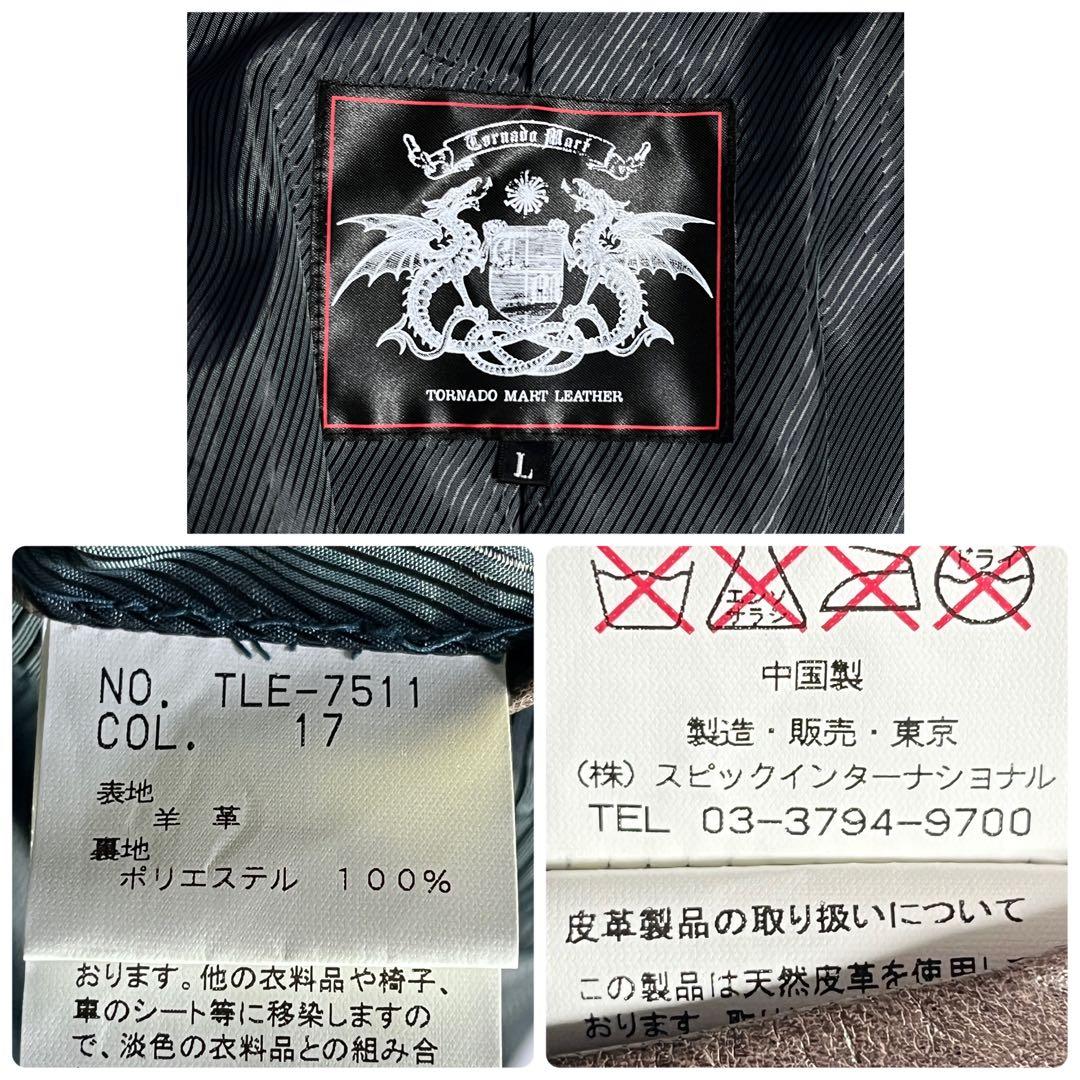 Tornado Mart
TORNADO MART LEATHER
L
NO. TLE-7511
COL. 17
表地
羊 革
裏地
ポリエステル 100%
おります。他の衣料品や椅子、
車のシート等に移染しますの
で、淡色の衣料品との組み合
エンソ
サラシ
ドライ
中国製
製造・販売・東京
(株) スピックインターナショナル
TEL 03-3794-9700
皮革製品の取り扱いについて
この製品は天然皮革を使用して
おります